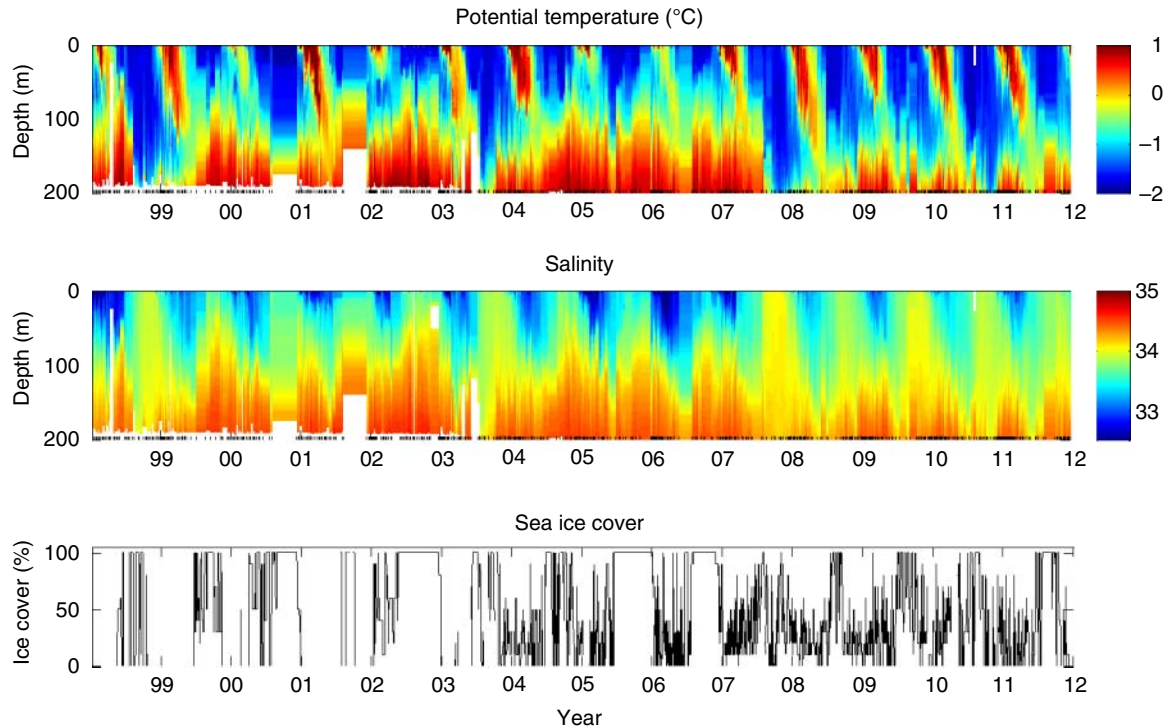 Potential temperature (°C)
Depth (m)
0
100
200
99 00 01 02 03 04 05 06 07 08 09 10 11 12
1
0
−1
−2
Salinity
Depth (m)
0
100
200
99 00 01 02 03 04 05 06 07 08 09 10 11 12
35
34
33
Sea ice cover
Ice cover (%)
100
50
0
99 00 01 02 03 04 05 06 07 08 09 10 11 12
Year